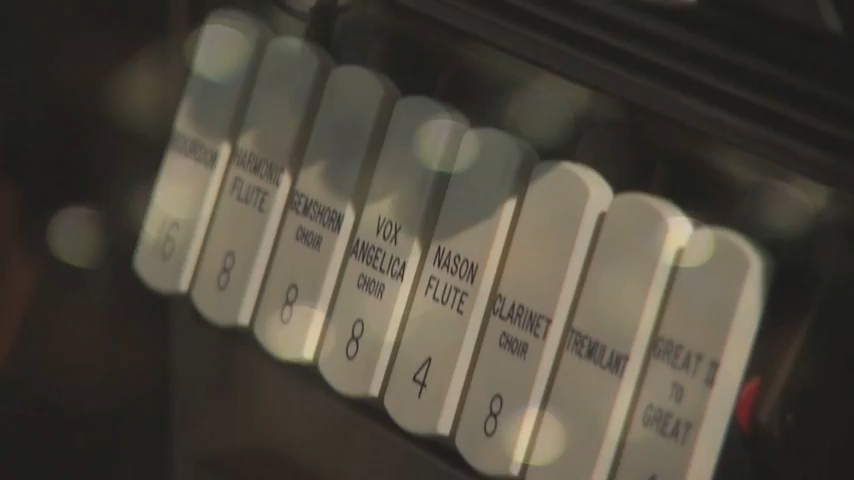 BOURDON
16
HARMONIC
FLUTE
8
GEMSHORN
CHOIR
8
VOX
ANGELICA
CHOIR
8
NASON
FLUTE
4
CLARINET
CHOIR
8
TREMULANT
GREAT II
TO
GREAT